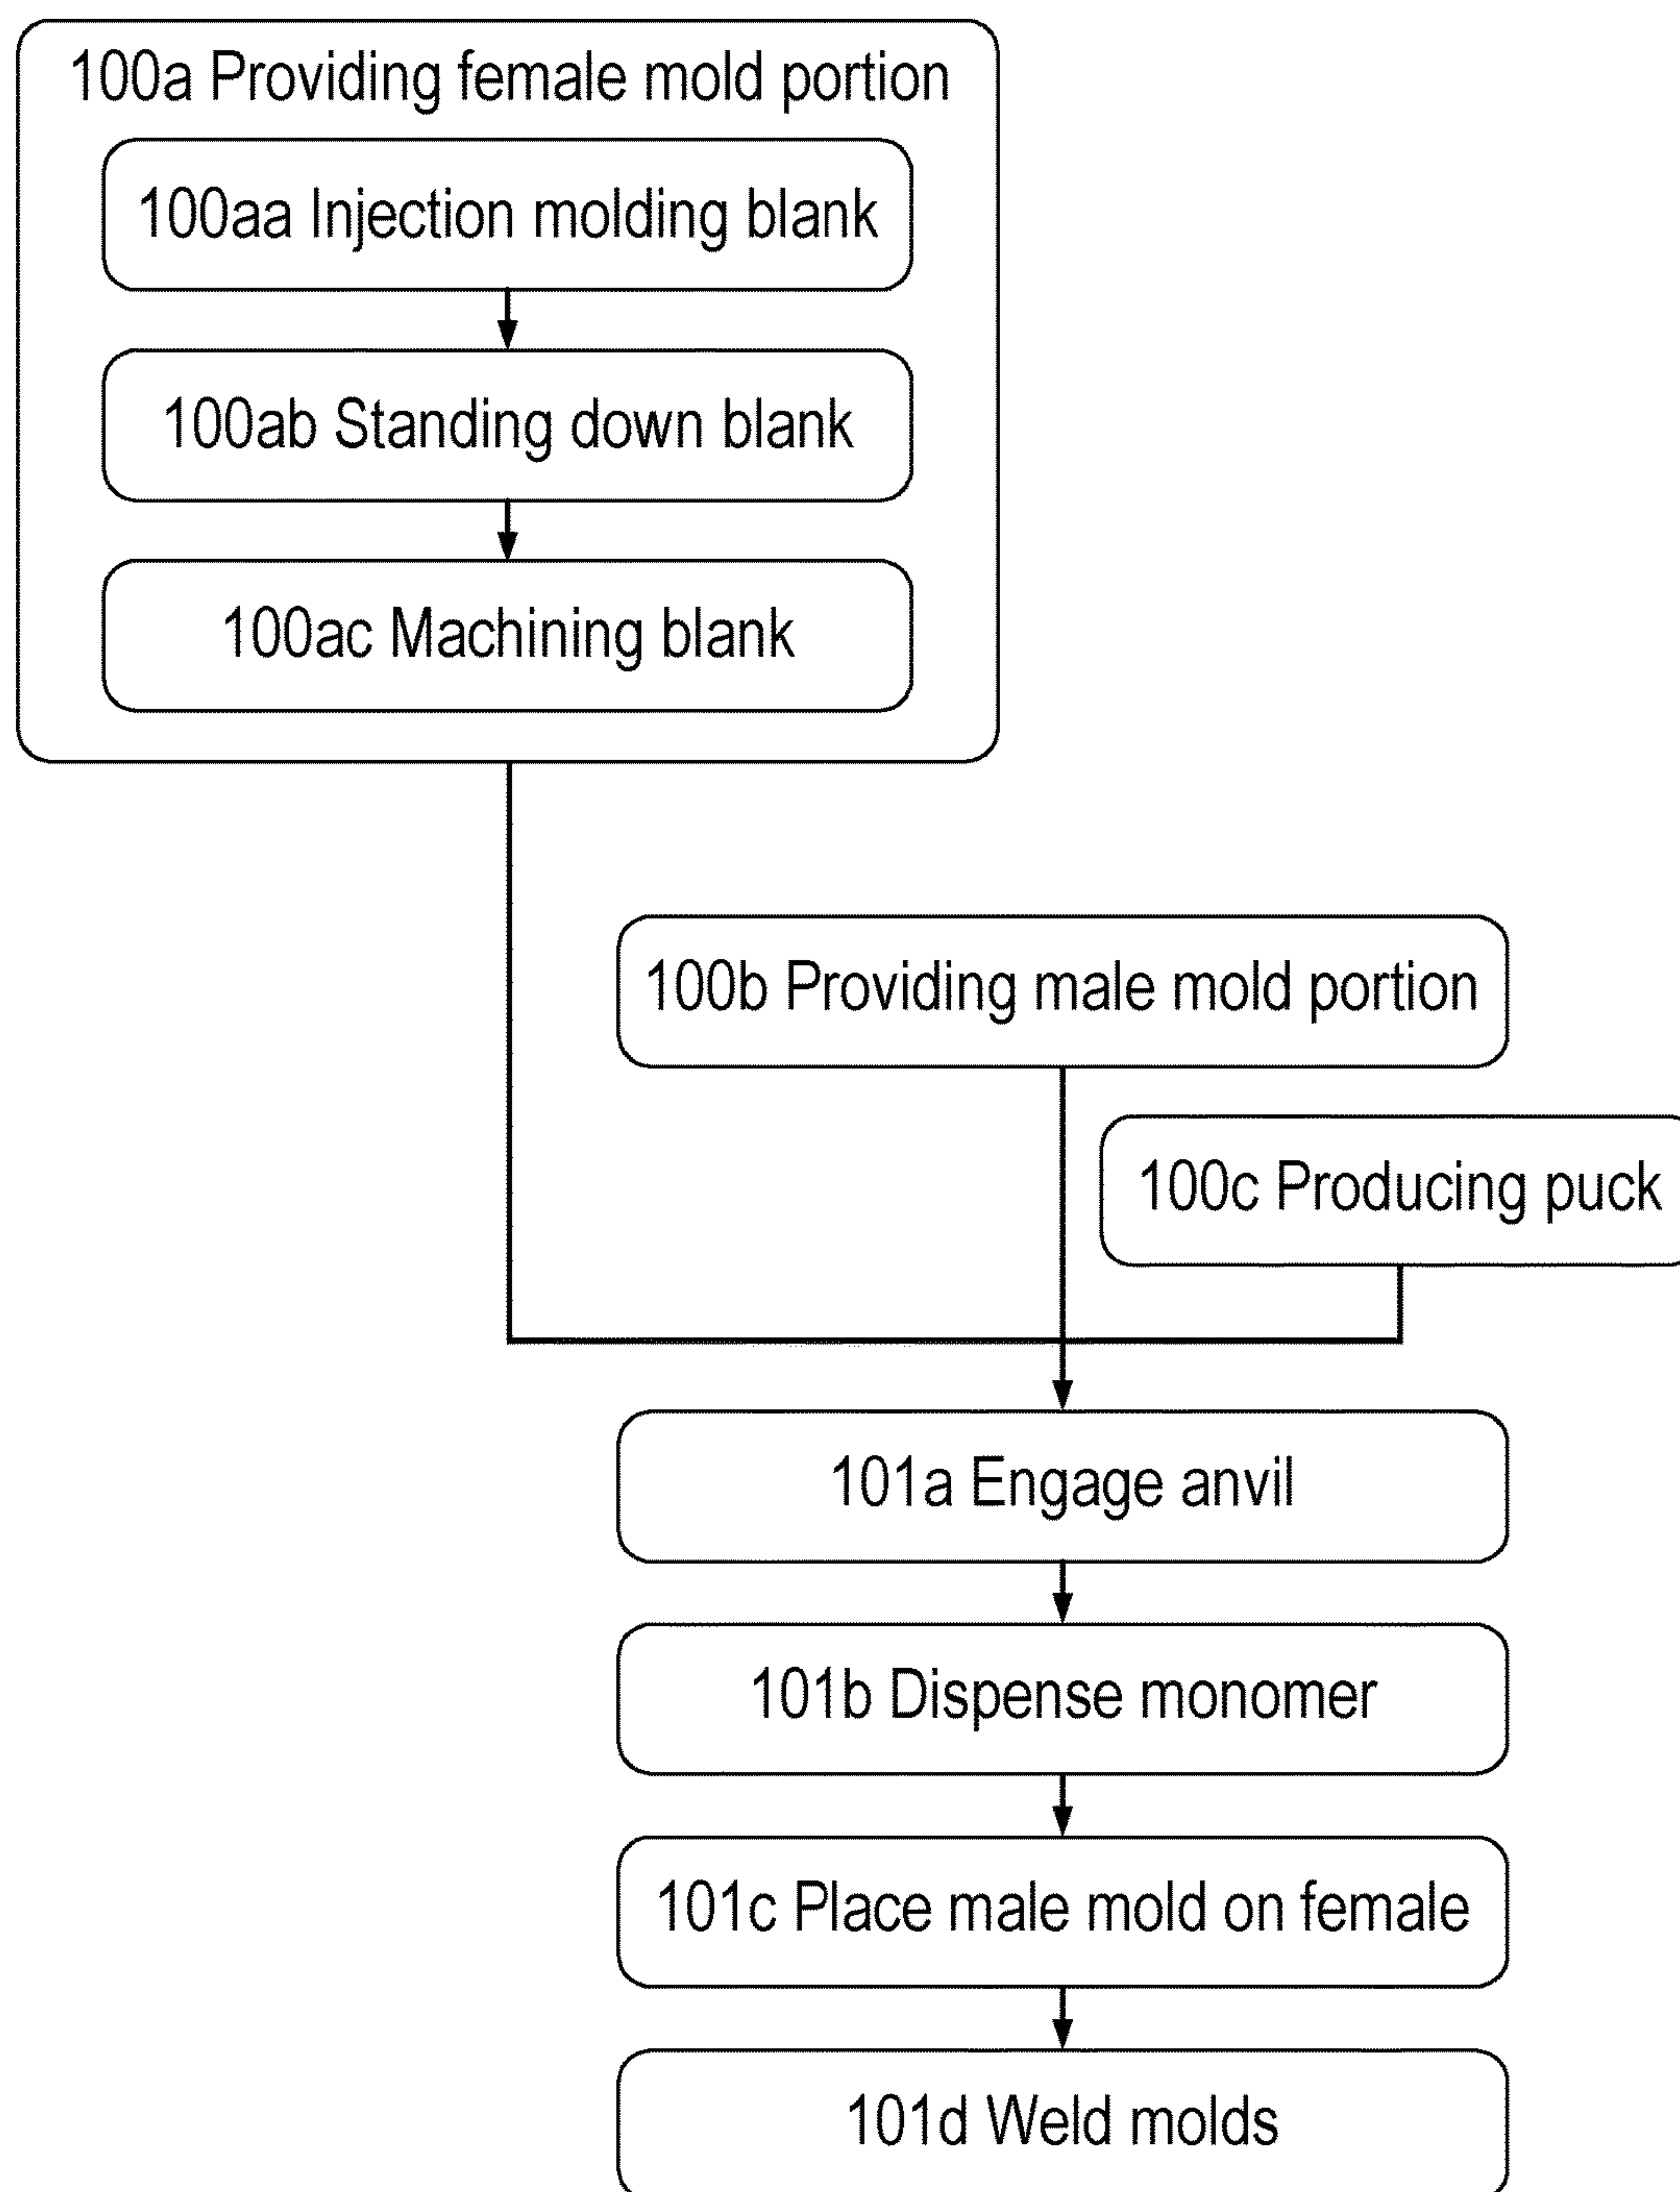 100a Providing female mold portion
100aa Injection molding blank
100ab Standing down blank
100ac Machining blank
100b Providing male mold portion
100c Producing puck
101a Engage anvil
101b Dispense monomer
101c Place male mold on female
101d Weld molds